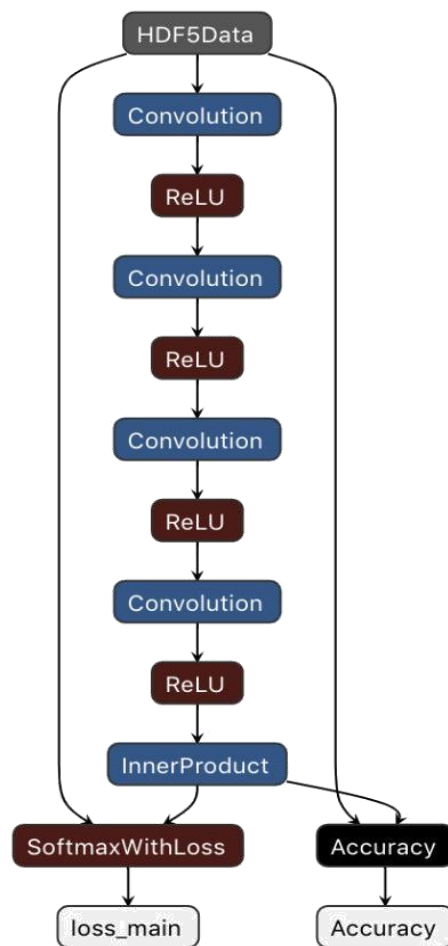 HDF5Data
Convolution
ReLU
Convolution
ReLU
Convolution
ReLU
Convolution
ReLU
InnerProduct
SoftmaxWithLoss
Accuracy
loss_main
Accuracy